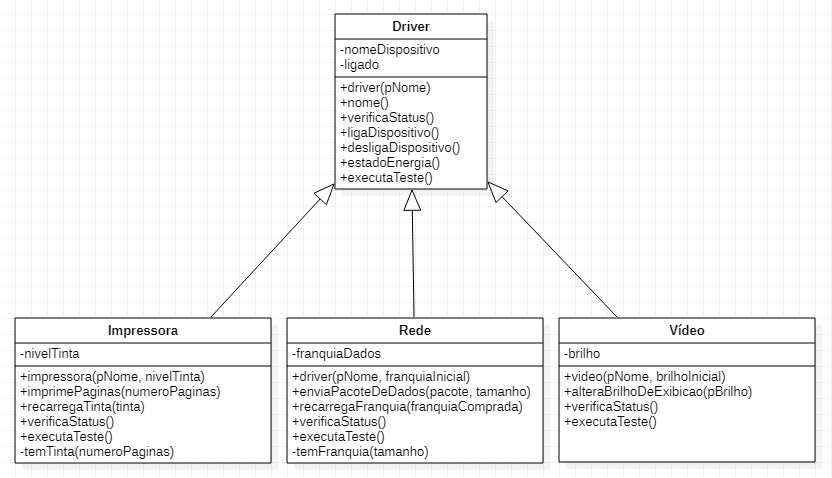 Driver
-nomeDispositivo
-ligado
+driver(pNome)
+nome()
+verificaStatus()
+ligaDispositivo()
+desligaDispositivo()
+estadoEnergia()
+executaTeste()
Impressora
-nivelTinta
+impressora(pNome, nivelTinta)
+imprimePaginas(numeroPaginas)
+recarregaTinta(tinta)
+verificaStatus()
+executaTeste()
-temTinta(numeroPaginas)
Rede
-franquiaDados
+driver(pNome, franquiaInicial)
+enviaPacoteDeDados(pacote, tamanho)
+recarregaFranquia(franquiaComprada)
+verificaStatus()
+executaTeste()
-temFranquia(tamanho)
Vídeo
-brilho
+video(pNome, brilhoInicial)
+alteraBrilhoDeExibicao(pBrilho)
+verificaStatus()
+executaTeste()